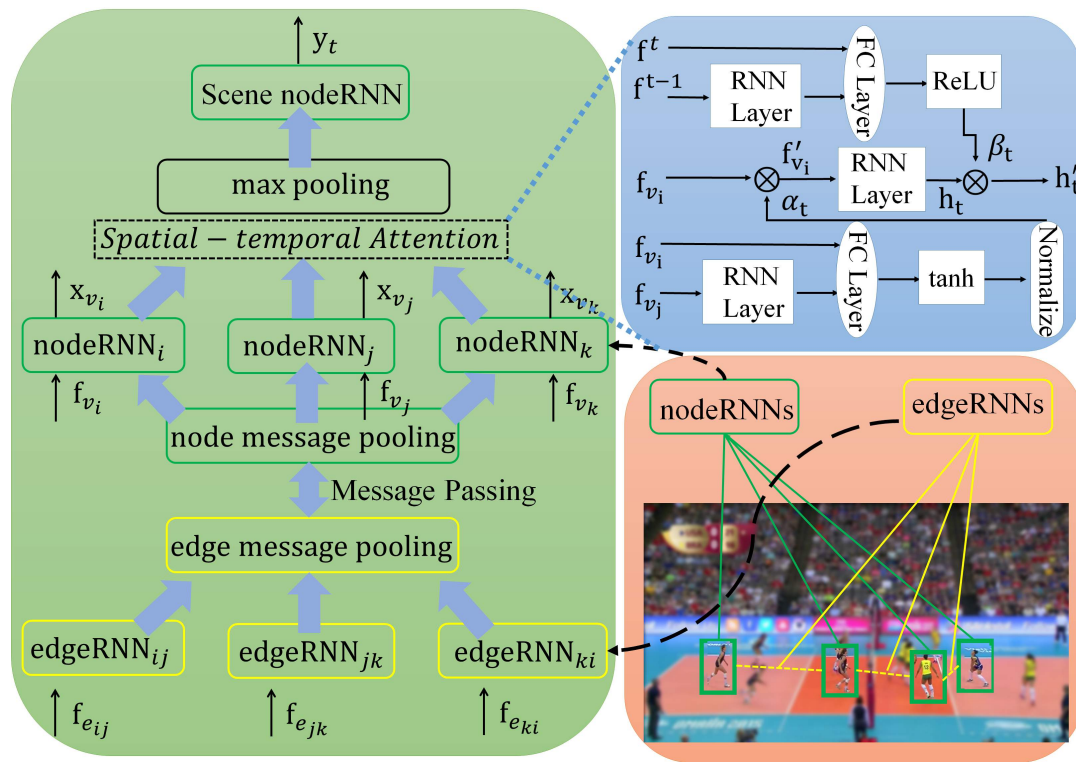 y_t
Scene nodeRNN
max pooling
Spatial − temporal Attention
x_{v_i}
x_{v_j}
x_{v_k}
nodeRNN_i
nodeRNN_j
nodeRNN_k
f_{v_i}
f_{v_j}
f_{v_k}
node message pooling
Message Passing
edge message pooling
edgeRNN_{ij}
edgeRNN_{jk}
edgeRNN_{ki}
f_{e_{ij}}
f_{e_{jk}}
f_{e_{ki}}
f^t
f^{t-1}
RNN
Layer
FC Layer
ReLU
β_t
f_{v_i}
f'_{v_i}
α_t
RNN
Layer
h_t
h'_t
f_{v_i}
f_{v_j}
RNN
Layer
FC Layer
tanh
Normalize
nodeRNNs
edgeRNNs